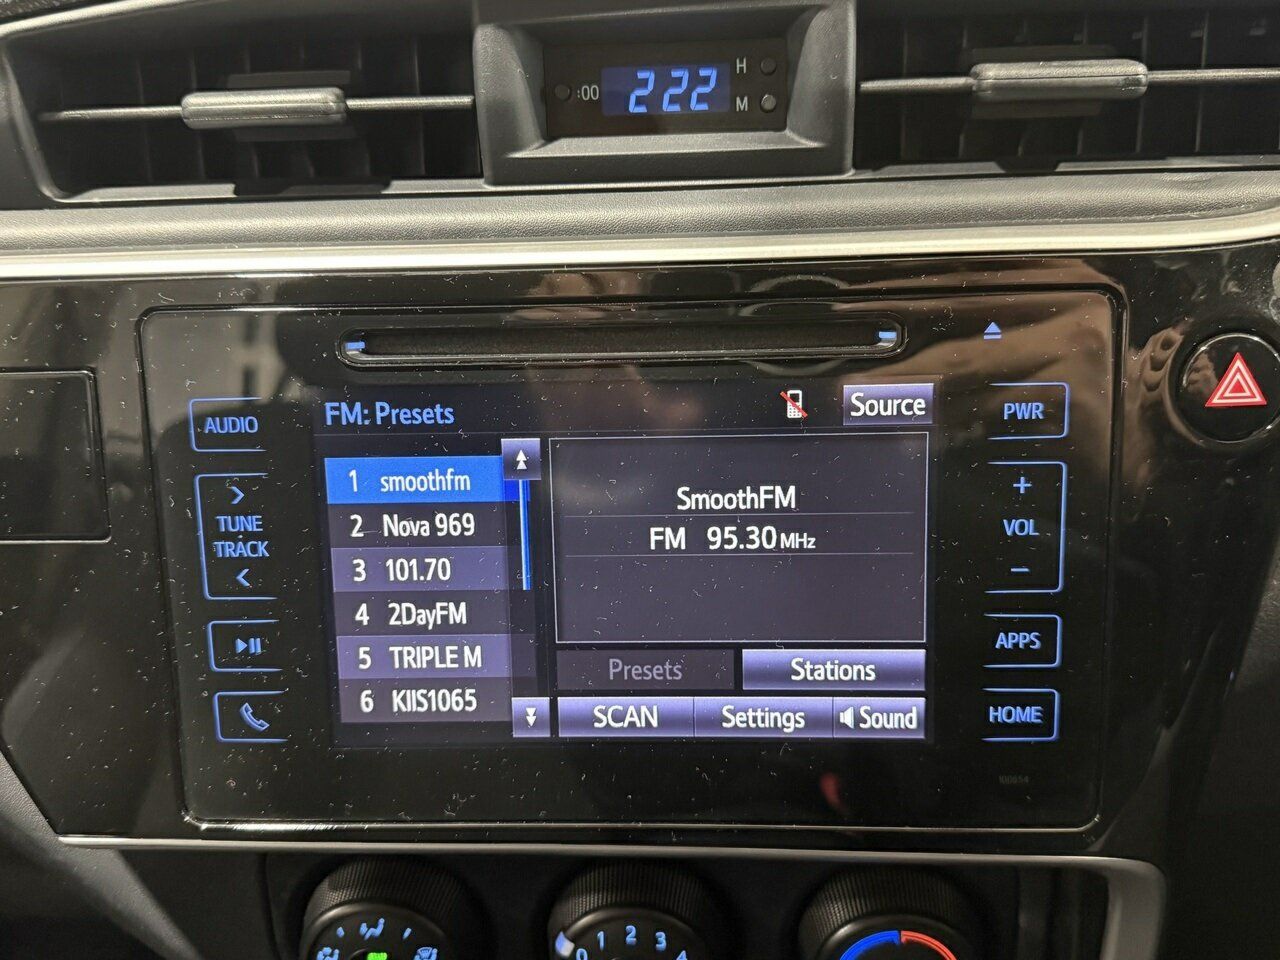 :00
222
H
M
AUDIO
TUNE
TRACK
FM: Presets
Source
1 smoothfm
2 Nova 969
3 101.70
4 2DayFM
5 TRIPLE M
6 KIIS1065
SmoothFM
FM 95.30 MHz
Presets
Stations
SCAN
Settings
Sound
PWR
+
VOL
−
APPS
HOME
100654
0 1 2 3 4